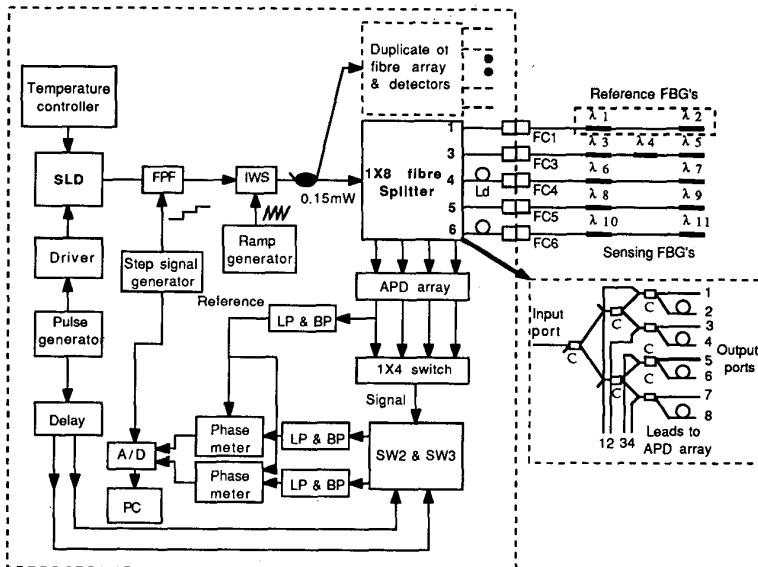 Temperature
controller
SLD
Driver
Pulse
generator
Delay
FPF
Step signal
generator
IWS
Ramp
generator
0.15mW
Duplicate of
fibre array
& detectors
1X8 fibre
Splitter
1
3
4
5
6
Ld
FC1
FC3
FC4
FC5
FC6
Reference FBG's
λ 1
λ 2
λ 3
λ 4
λ 5
λ 6
λ 7
λ 8
λ 9
λ 10
λ 11
Sensing FBG's
APD array
Reference
LP & BP
1X4 switch
Signal
Phase
meter
LP & BP
SW2 & SW3
A/D
Phase
meter
LP & BP
PC
Input
port
C
C
C
C
C
C
C
1
2
3
4
5
6
7
8
Output
ports
12 34
Leads to
APD array